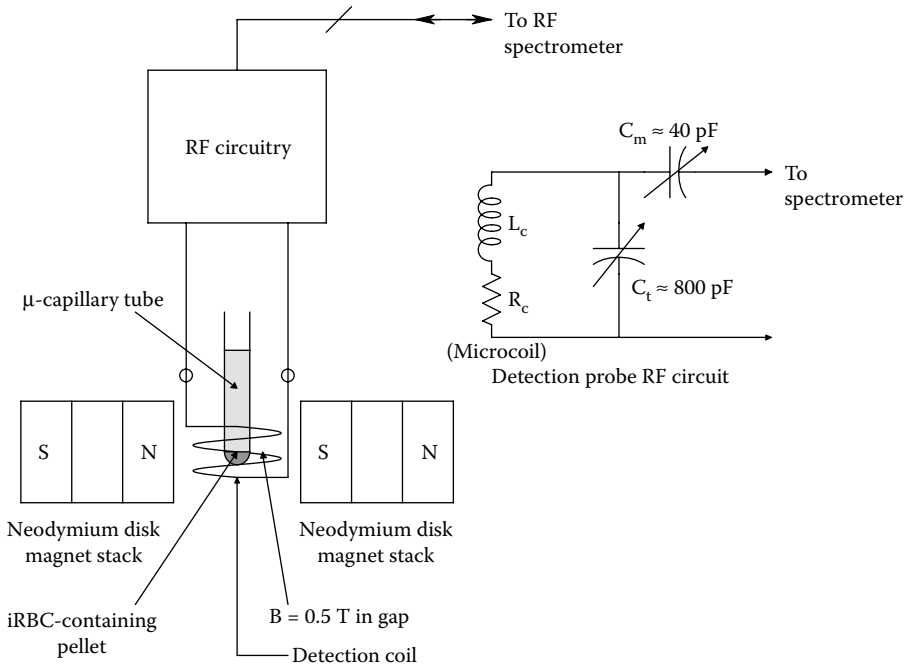 To RF
spectrometer
RF circuitry
C_m ≈ 40 pF
To
spectrometer
L_c
R_c
C_t ≈ 800 pF
(Microcoil)
Detection probe RF circuit
μ-capillary tube
S
N
S
N
Neodymium disk
magnet stack
Neodymium disk
magnet stack
iRBC-containing
pellet
B = 0.5 T in gap
Detection coil